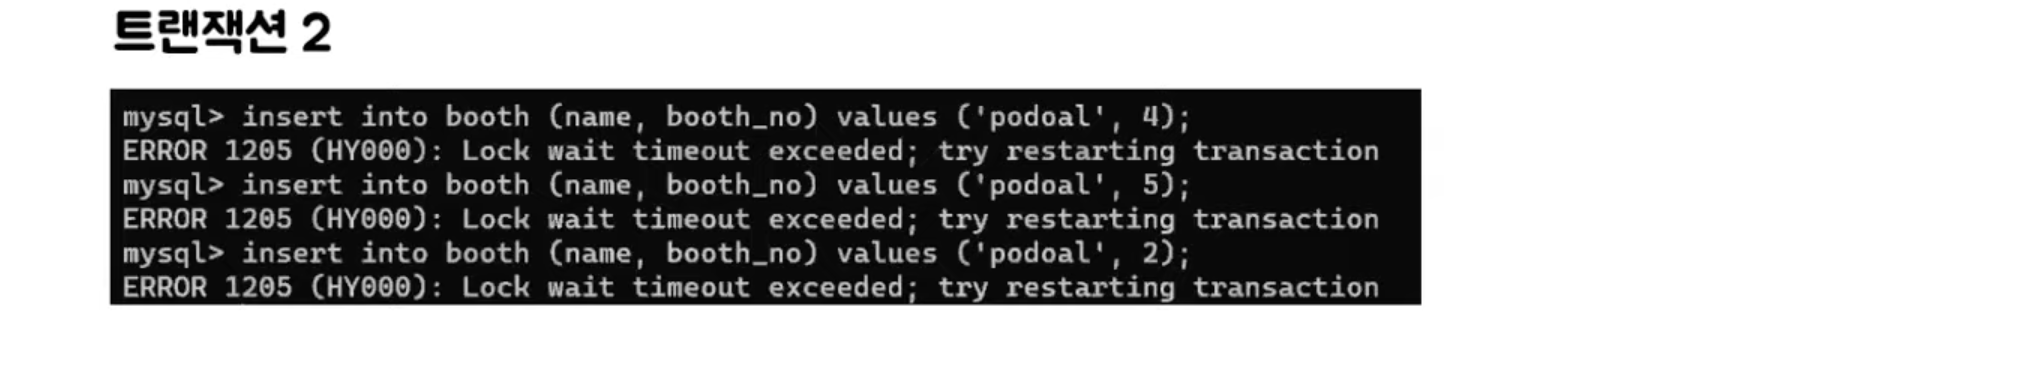 트랜잭션 2
mysql> insert into booth (name, booth_no) values ('podoal', 4);
ERROR 1205 (HY000): Lock wait timeout exceeded; try restarting transaction
mysql> insert into booth (name, booth_no) values ('podoal', 5);
ERROR 1205 (HY000): Lock wait timeout exceeded; try restarting transaction
mysql> insert into booth (name, booth_no) values ('podoal', 2);
ERROR 1205 (HY000): Lock wait timeout exceeded; try restarting transaction